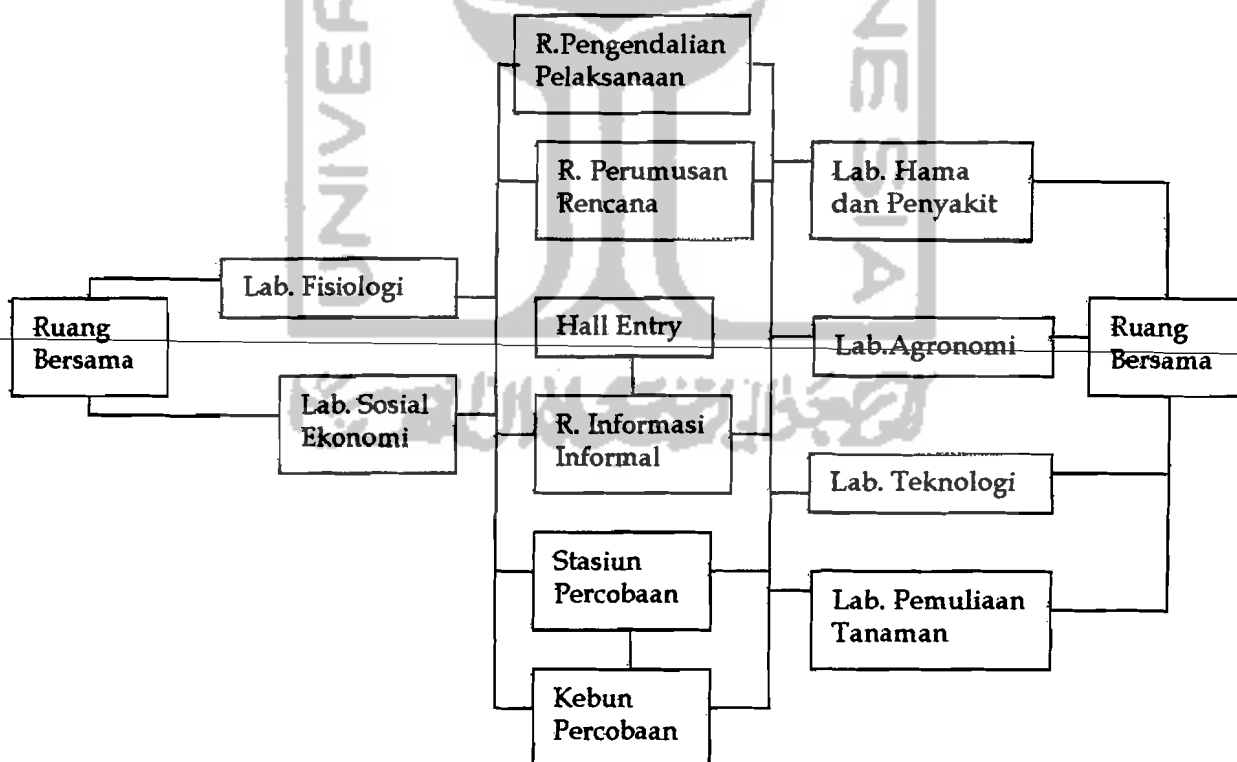 R.Pengendalian
Pelaksanaan
R. Perumusan
Rencana
Lab. Hama
dan Penyakit
Lab. Fisiologi
Ruang
Bersama
Hall Entry
Lab.Agronomi
Ruang
Bersama
Lab. Sosial
Ekonomi
R. Informasi
Informal
Lab. Teknologi
Stasiun
Percobaan
Lab. Pemuliaan
Tanaman
Kebun
Percobaan